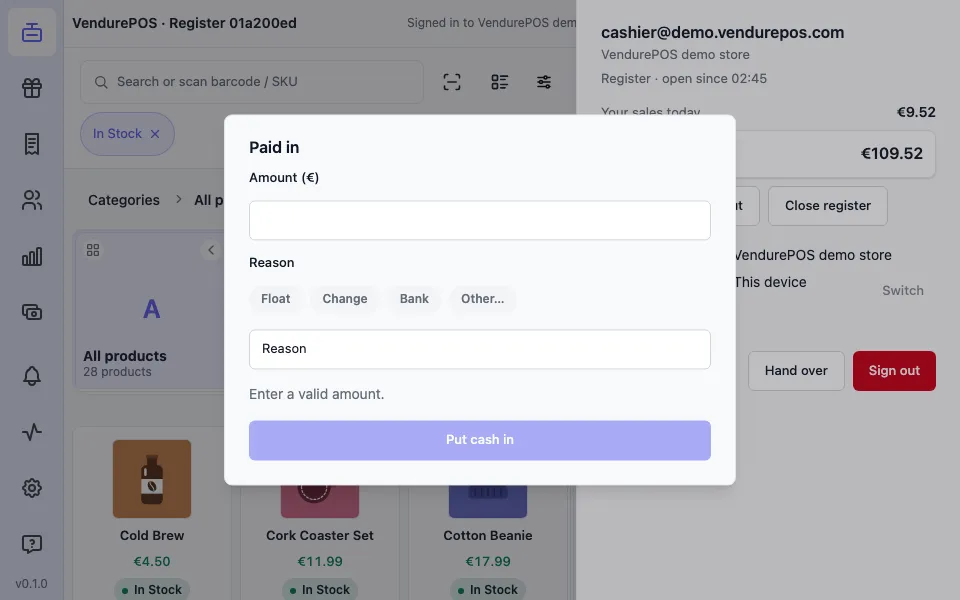 VendurePOS · Register 01a200ed
Signed in to VendurePOS dem
Search or scan barcode / SKU
In Stock
Categories
All p
A
All products
28 products
Cold Brew
€4.50
In Stock
Cork Coaster Set
€11.99
In Stock
Cotton Beanie
€17.99
In Stock
v0.1.0
cashier@demo.vendurepos.com
VendurePOS demo store
Register · open since 02:45
Your sales today
€9.52
€109.52
Close register
VendurePOS demo store
This device
Switch
Hand over
Sign out
Paid in
Amount (€)
Reason
Float
Change
Bank
Other...
Reason
Enter a valid amount.
Put cash in